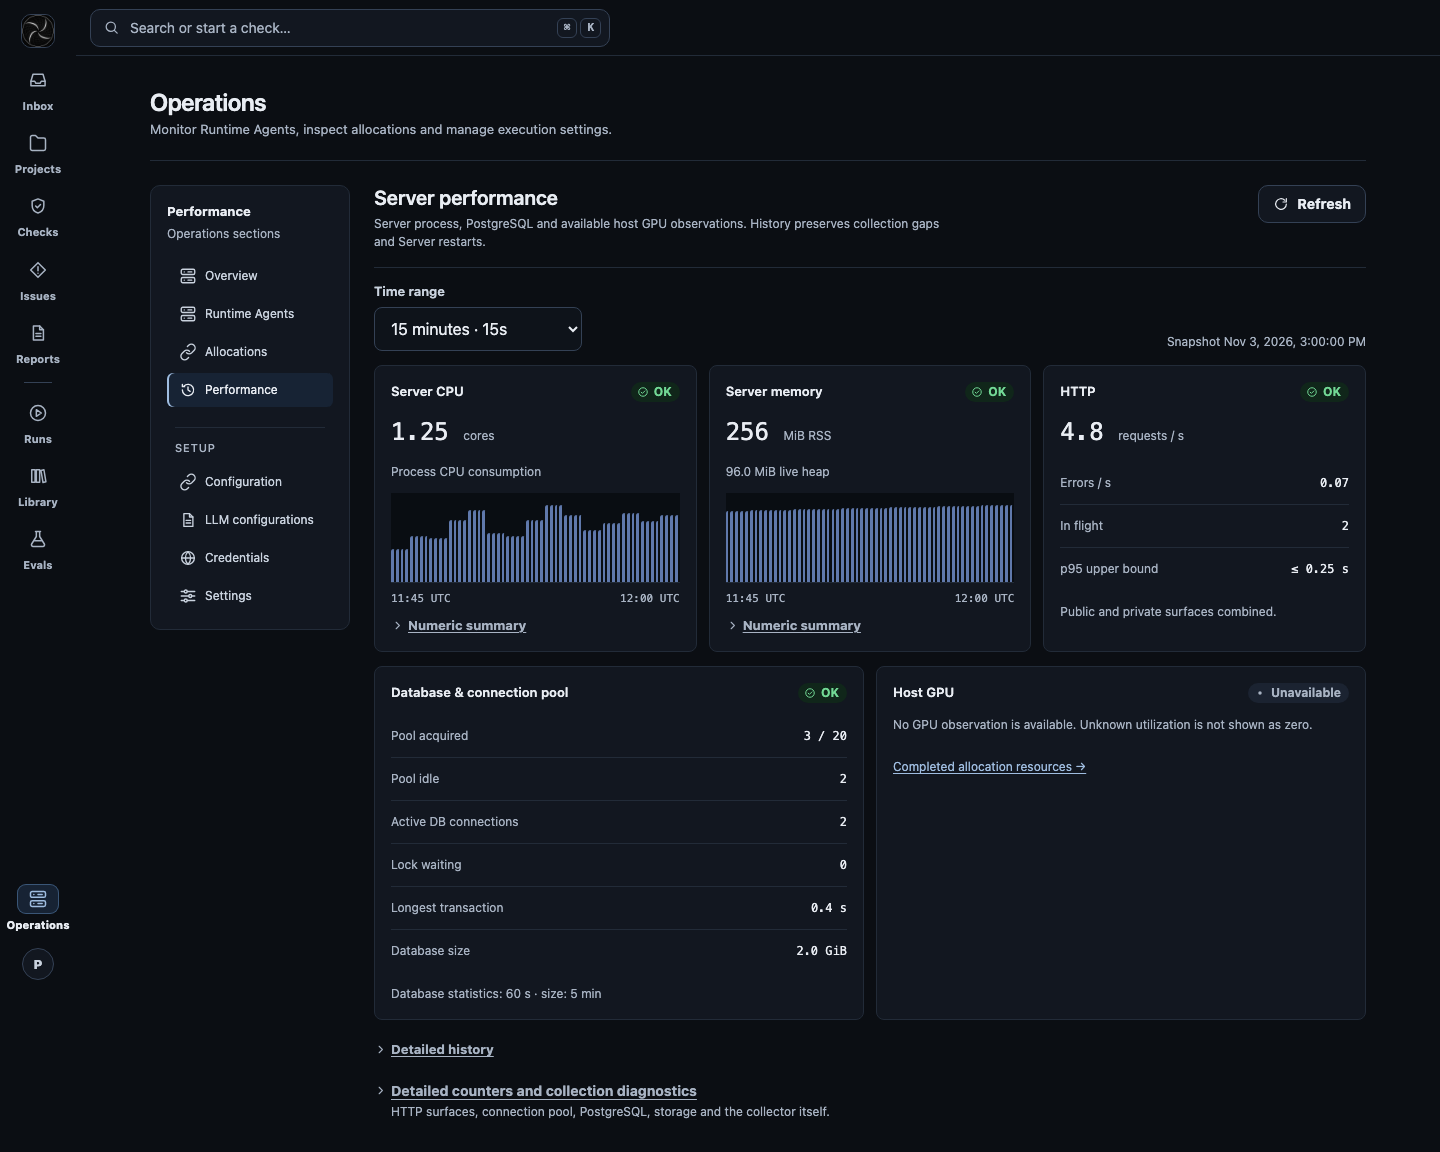 Search or start a check...
⌘ K
Inbox
Projects
Checks
Issues
Reports
Runs
Library
Evals
Operations
P
Operations
Monitor Runtime Agents, inspect allocations and manage execution settings.
Performance
Operations sections
Overview
Runtime Agents
Allocations
Performance
SETUP
Configuration
LLM configurations
Credentials
Settings
Server performance
Server process, PostgreSQL and available host GPU observations. History preserves collection gaps
and Server restarts.
Refresh
Time range
15 minutes · 15s
Snapshot Nov 3, 2026, 3:00:00 PM
Server CPU
OK
1.25 cores
Process CPU consumption
11:45 UTC 12:00 UTC
Numeric summary
Server memory
OK
256 MiB RSS
96.0 MiB live heap
11:45 UTC 12:00 UTC
Numeric summary
HTTP
OK
4.8 requests / s
Errors / s 0.07
In flight 2
p95 upper bound ≤ 0.25 s
Public and private surfaces combined.
Database & connection pool
OK
Pool acquired 3 / 20
Pool idle 2
Active DB connections 2
Lock waiting 0
Longest transaction 0.4 s
Database size 2.0 GiB
Database statistics: 60 s · size: 5 min
Host GPU
Unavailable
No GPU observation is available. Unknown utilization is not shown as zero.
Completed allocation resources →
Detailed history
Detailed counters and collection diagnostics
HTTP surfaces, connection pool, PostgreSQL, storage and the collector itself.